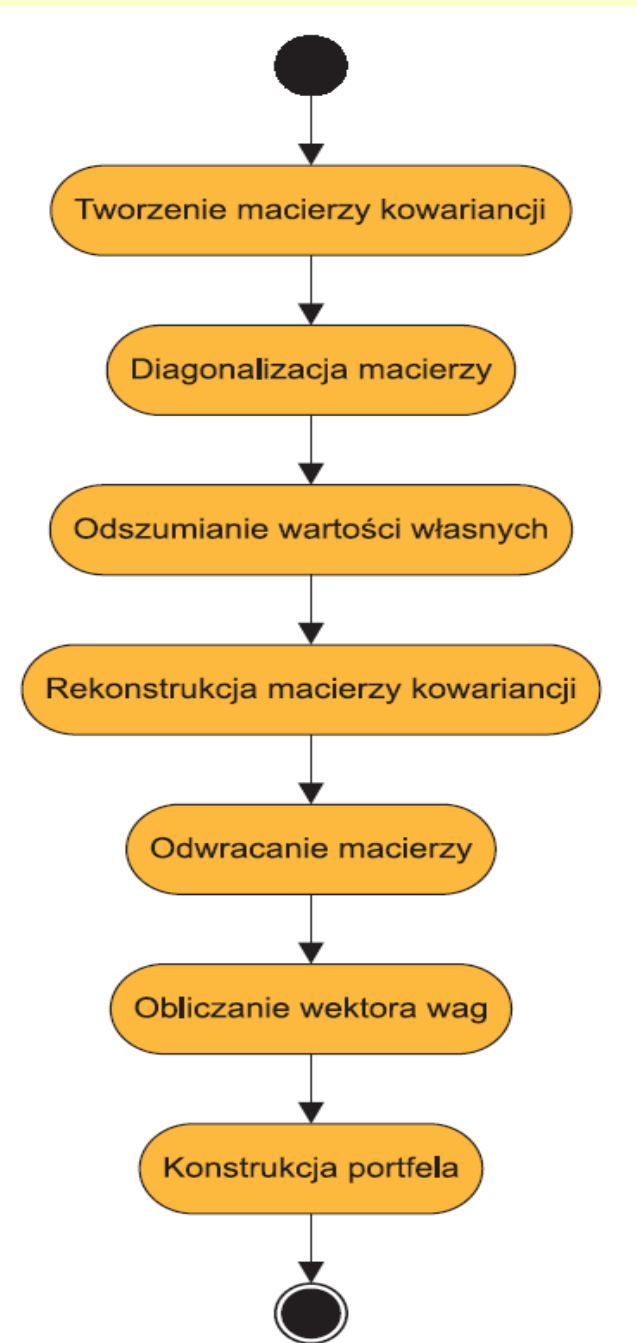 Tworzenie macierzy kowariancji
Diagonalizacja macierzy
Odszumianie wartości własnych
Rekonstrukcja macierzy kowariancji
Odwracanie macierzy
Obliczanie wektora wag
Konstrukcja portfela